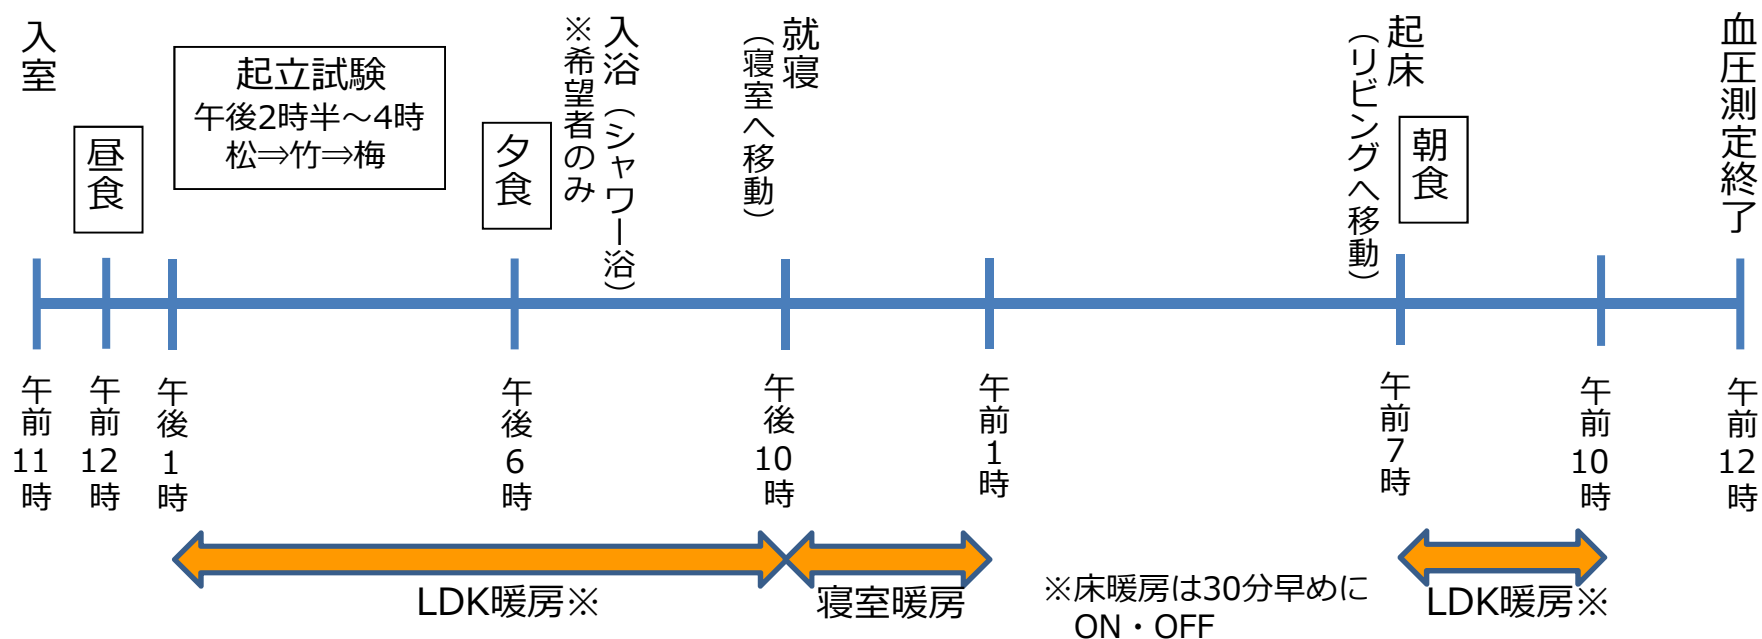 入室
昼食
起立試験
午後2時半～4時
松⇒竹⇒梅
夕食
入浴（シャワー浴）
※希望者のみ
就寝
（寝室へ移動）
起床
（リビングへ移動）
朝食
血圧測定終了
午前11時
午前12時
午後1時
午後6時
午後10時
午前1時
午前7時
午前10時
午前12時
LDK暖房※
寝室暖房
※床暖房は30分早めに
ON・OFF
LDK暖房※